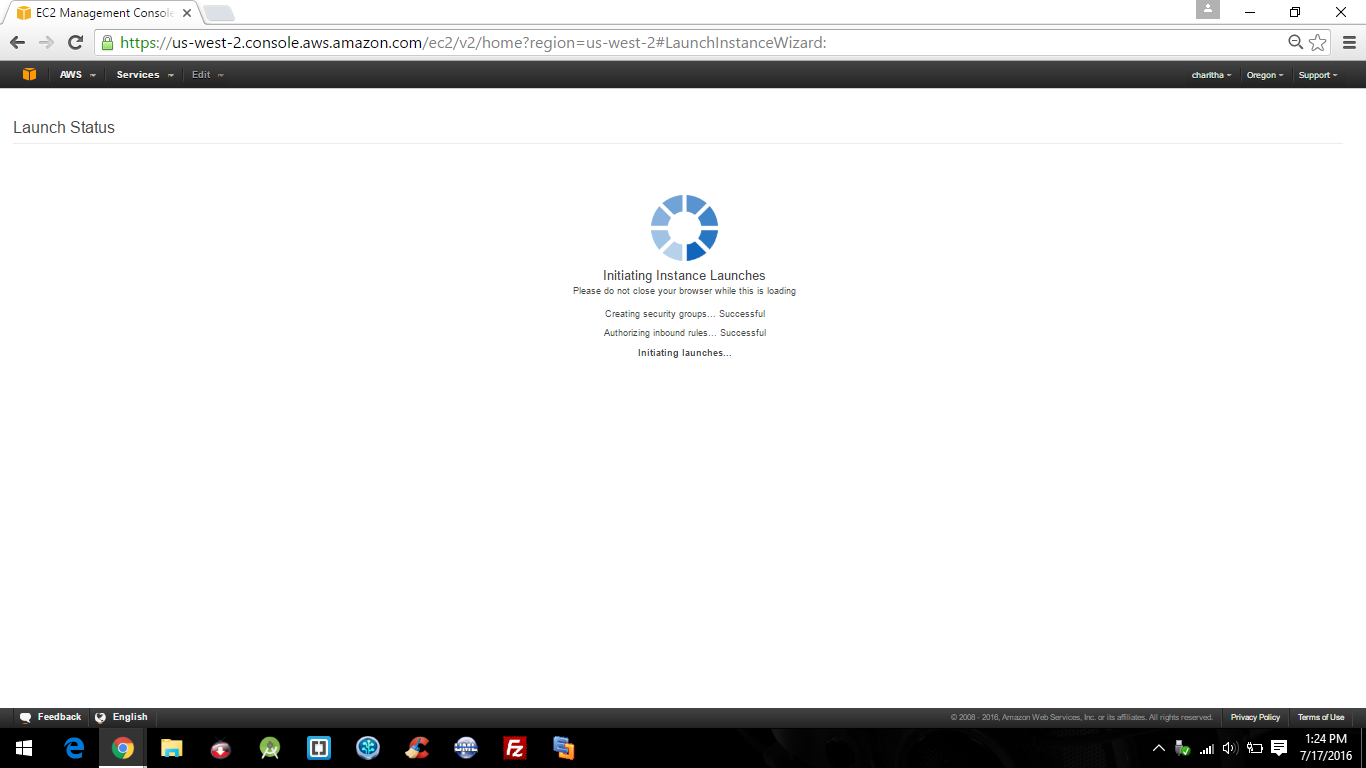 EC2 Management Console
https://us-west-2.console.aws.amazon.com/ec2/v2/home?region=us-west-2#LaunchInstanceWizard:
AWS Services Edit charitha Oregon Support
Launch Status
Initiating Instance Launches
Please do not close your browser while this is loading
Creating security groups... Successful
Authorizing inbound rules... Successful
Initiating launches...
Feedback English © 2008 - 2016, Amazon Web Services, Inc. or its affiliates. All rights reserved. Privacy Policy Terms of Use
1:24 PM
7/17/2016